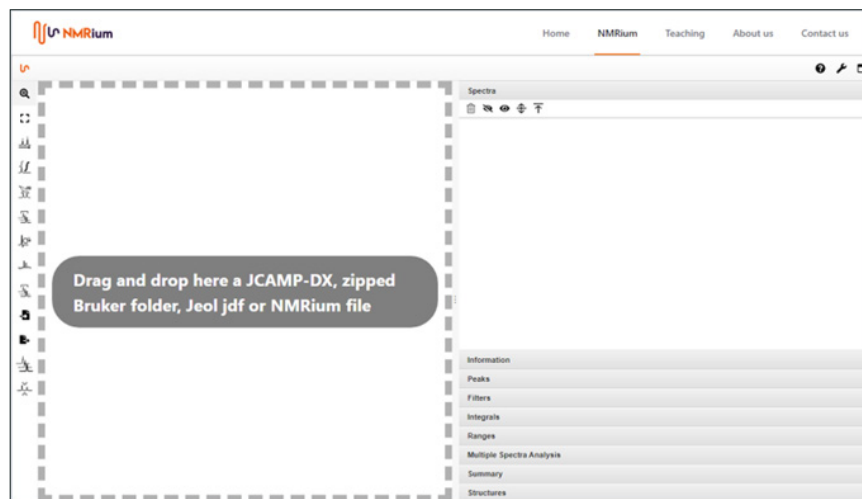 NMRium
Home NMRium Teaching About us Contact us
Spectra
Drag and drop here a JCAMP-DX, zipped
Bruker folder, Jeol jdf or NMRium file
Information
Peaks
Filters
Integrals
Ranges
Multiple Spectra Analysis
Summary
Structures